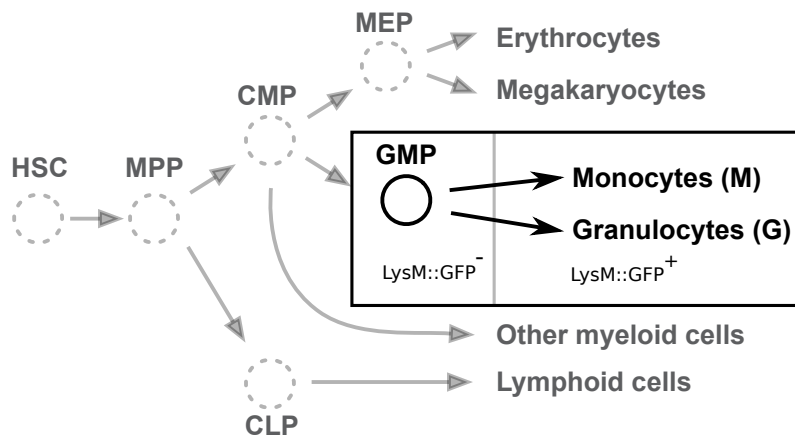 MEP
Erythrocytes
Megakaryocytes
CMP
HSC
MPP
GMP
Monocytes (M)
Granulocytes (G)
LysM::GFP-
LysM::GFP+
Other myeloid cells
Lymphoid cells
CLP